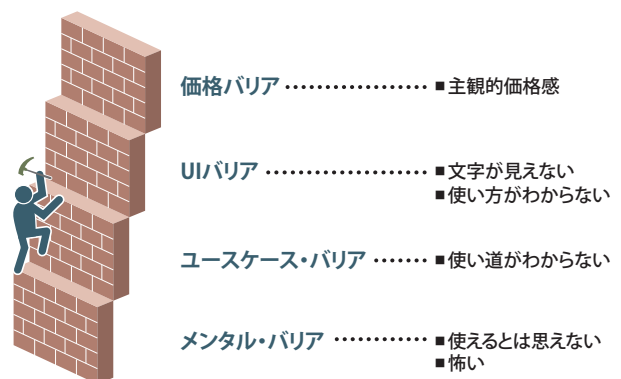 価格バリア ・・・・・・・・・・・・・・・・・ ■主観的価格感
UIバリア ・・・・・・・・・・・・・・・・・・・ ■文字が見えない
■使い方がわからない
ユースケース・バリア ・・・・・・・ ■使い道がわからない
メンタル・バリア ・・・・・・・・・・・・ ■使えるとは思えない
■怖い